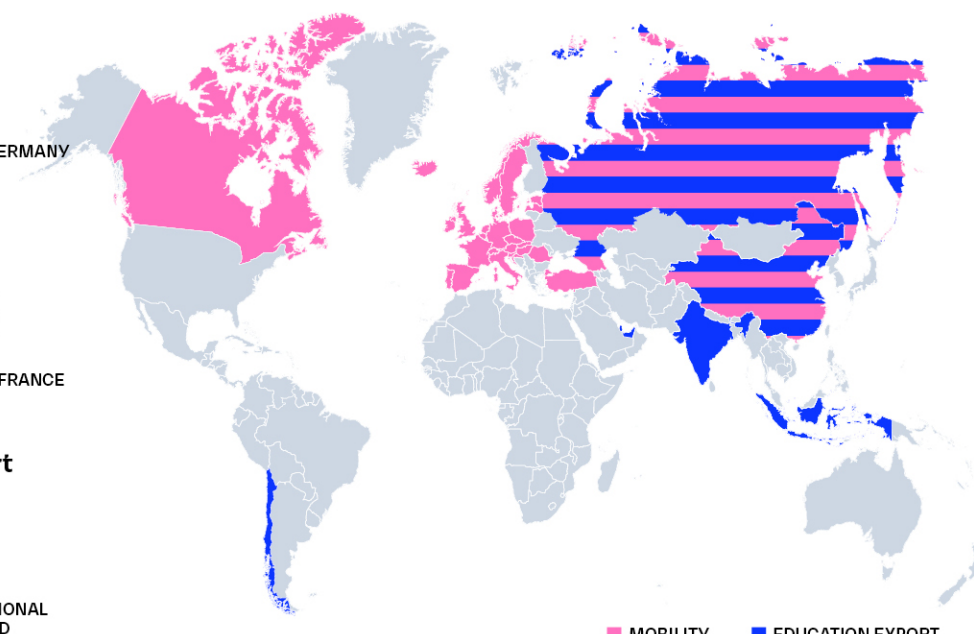 ERMANY
FRANCE
rt
IONAL
D
MOBILITY
EDUCATION EXPORT